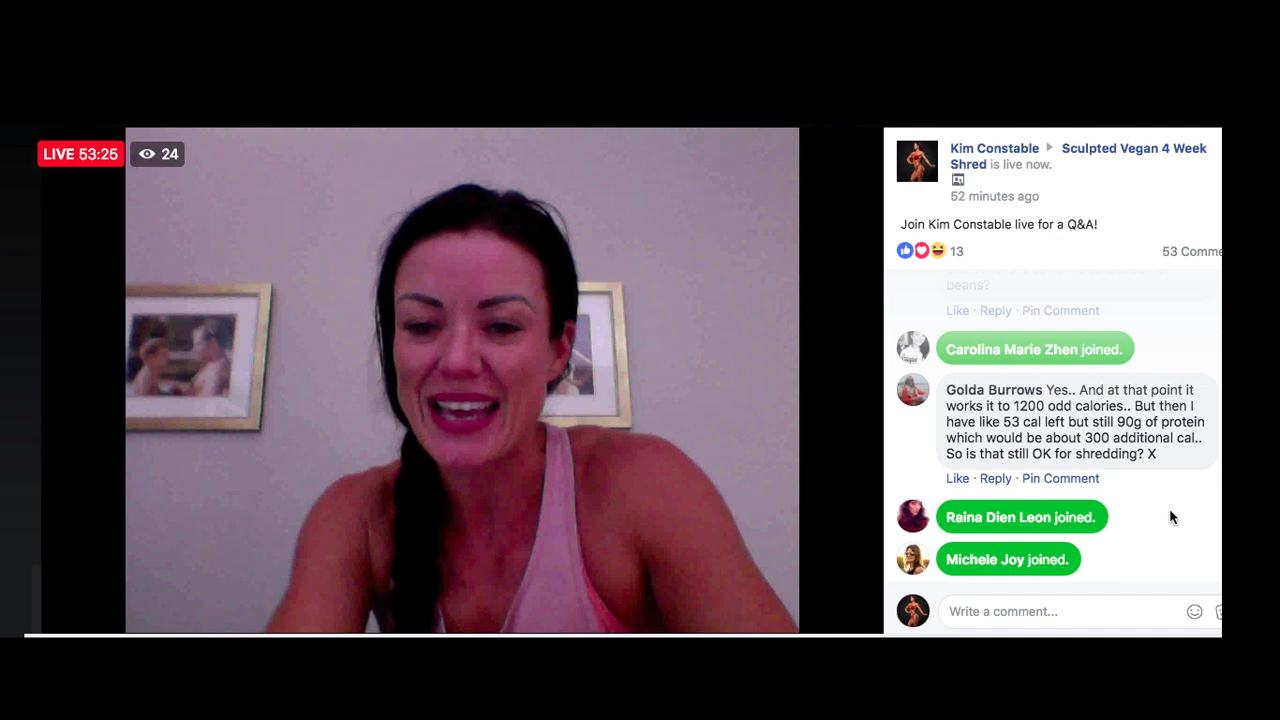 LIVE 53:25
24
Kim Constable Sculpted Vegan 4 Week
Shred is live now.
52 minutes ago
Join Kim Constable live for a Q&A!
13
53 Comme
beans?
Like · Reply · Pin Comment
Carolina Marie Zhen joined.
Golda Burrows Yes.. And at that point it
works it to 1200 odd calories.. But then I
have like 53 cal left but still 90g of protein
which would be about 300 additional cal..
So is that still OK for shredding? X
Like · Reply · Pin Comment
Raina Dien Leon joined.
Michele Joy joined.
Write a comment...